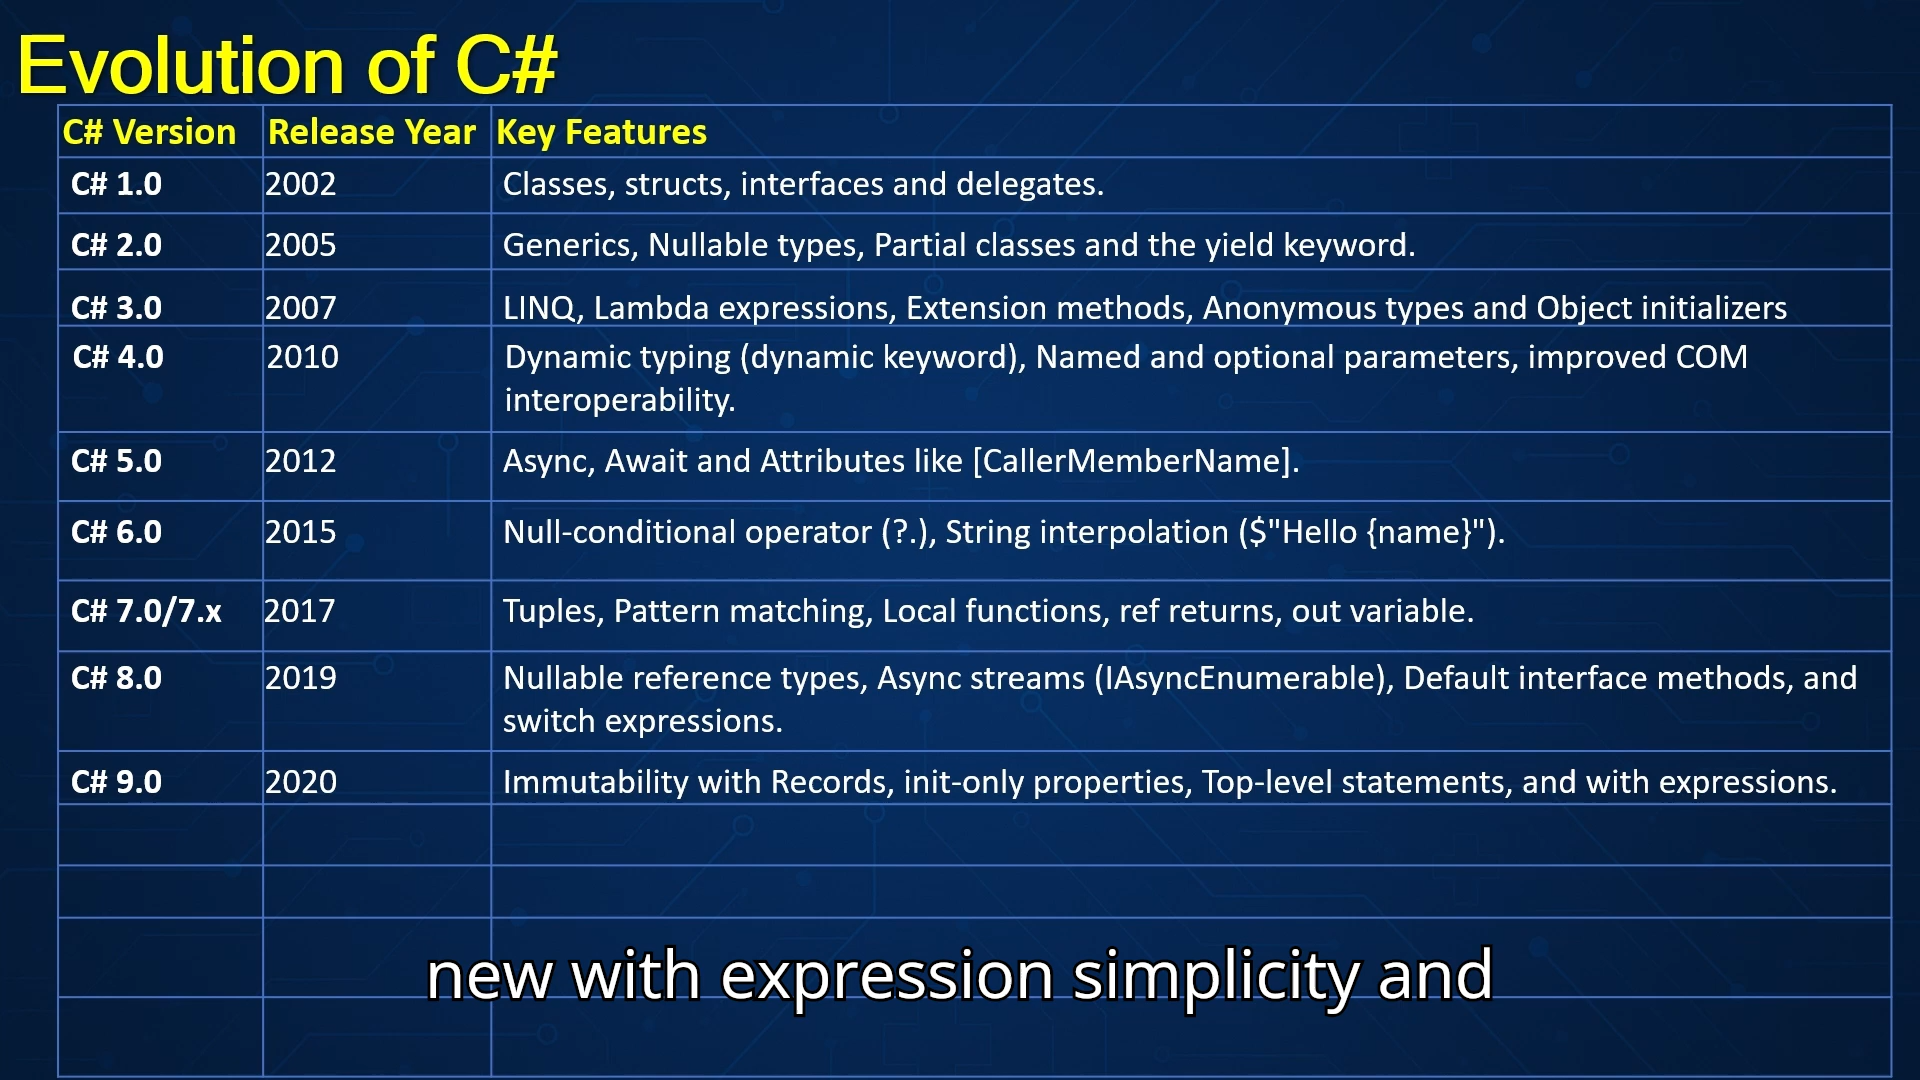 Evolution of C#
C# Version Release Year Key Features
C# 1.0 2002 Classes, structs, interfaces and delegates.
C# 2.0 2005 Generics, Nullable types, Partial classes and the yield keyword.
C# 3.0 2007 LINQ, Lambda expressions, Extension methods, Anonymous types and Object initializers
C# 4.0 2010 Dynamic typing (dynamic keyword), Named and optional parameters, improved COM
interoperability.
C# 5.0 2012 Async, Await and Attributes like [CallerMemberName].
C# 6.0 2015 Null-conditional operator (?.), String interpolation ($"Hello {name}").
C# 7.0/7.x 2017 Tuples, Pattern matching, Local functions, ref returns, out variable.
C# 8.0 2019 Nullable reference types, Async streams (IAsyncEnumerable), Default interface methods, and
switch expressions.
C# 9.0 2020 Immutability with Records, init-only properties, Top-level statements, and with expressions.
new with expression simplicity and